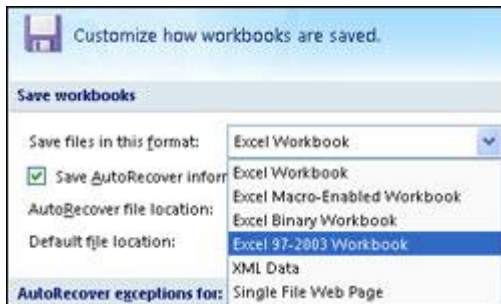 Customize how workbooks are saved.
Save workbooks
Save files in this format: Excel Workbook
Excel Workbook
Save AutoRecover infor
Excel Macro-Enabled Workbook
AutoRecover file location:
Excel Binary Workbook
Default file location:
Excel 97-2003 Workbook
XML Data
AutoRecover exceptions for:
Single File Web Page